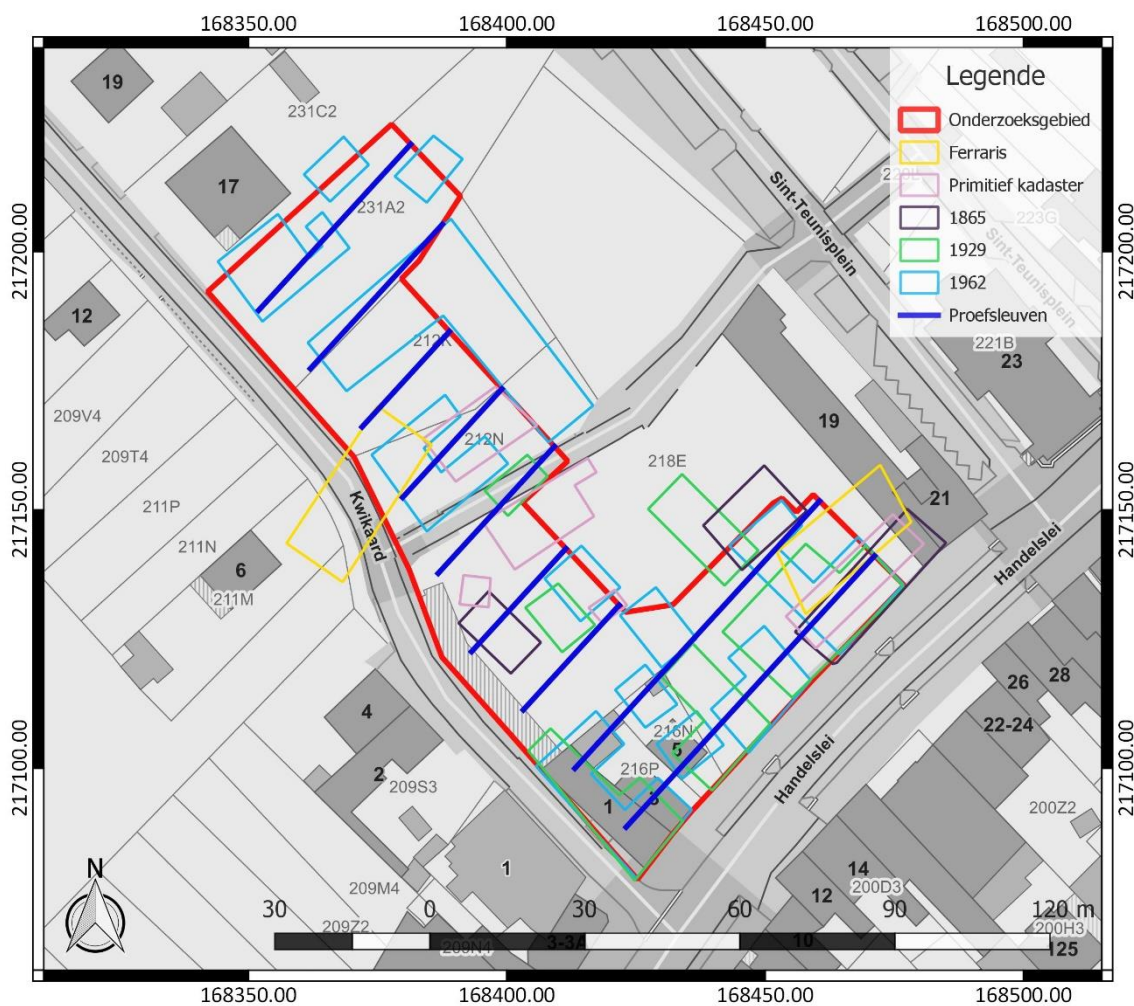 168350.00 168400.00 168450.00 168500.00
Legende
Onderzoeksgebied
Ferraris
Primitief kadaster
1865
1929
1962
Proefsleuven
19
231C2
17
231A2
217200.00
217200.00
Sint-Teunisplein
223G
Sint-Teunisplein
12
221B
23
212K
209V4
19
212N
209T4
218E
21
211P
217150.00
217150.00
Kwikaard
Handelslei
211N
6
211M
28
26
4
22-24
216N
5
Handelslei
217100.00
217100.00
2
216P
209S3
1
3
200Z2
14
1
200D3
12
209M4
N
30 0 30 60 90 120 m
209Z2
200H3
209N4
3-3A
10
125
168350.00 168400.00 168450.00 168500.00